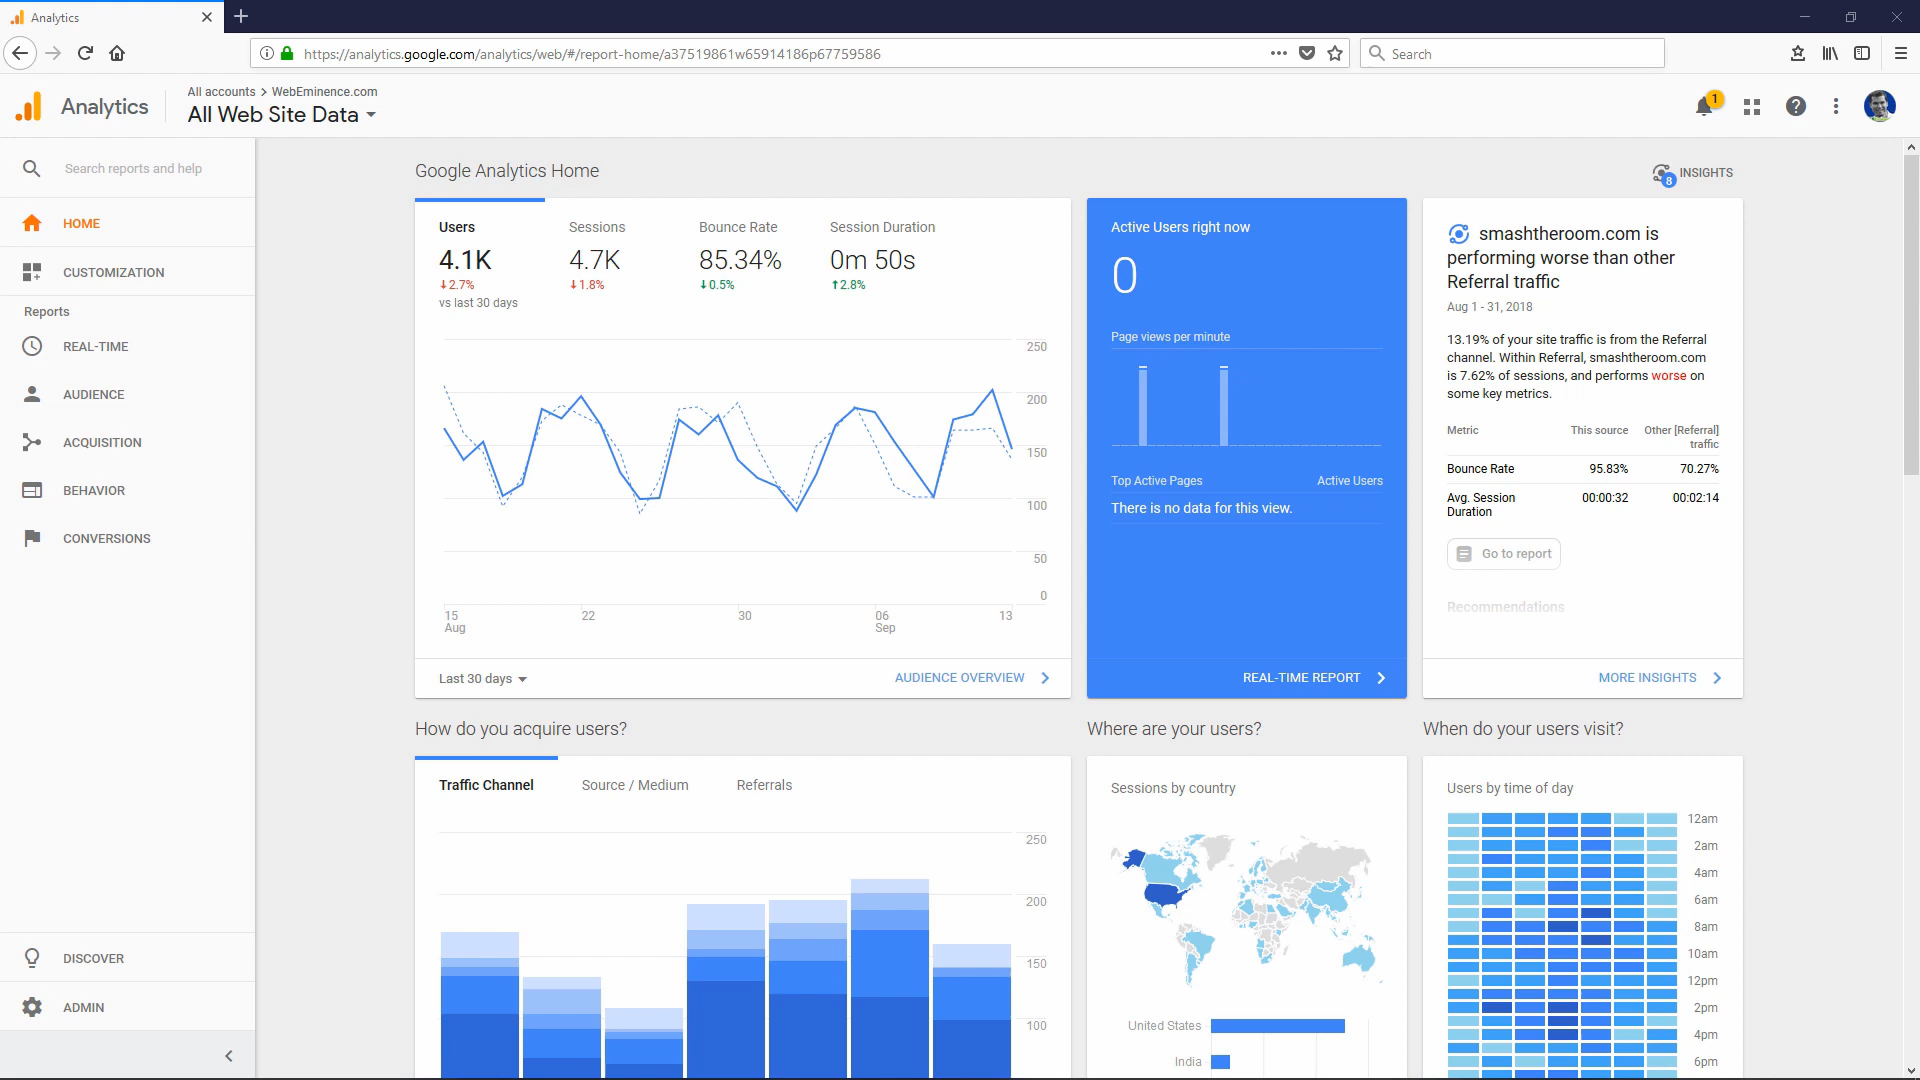 Analytics
https://analytics.google.com/analytics/web/#/report-home/a37519861w65914186p67759586
Search
Analytics
All accounts > WebEminence.com
All Web Site Data
1
Search reports and help
HOME
CUSTOMIZATION
Reports
REAL-TIME
AUDIENCE
ACQUISITION
BEHAVIOR
CONVERSIONS
DISCOVER
ADMIN
Google Analytics Home
8
INSIGHTS
Users
Sessions
Bounce Rate
Session Duration
4.1K
4.7K
85.34%
0m 50s
2.7%
1.8%
0.5%
2.8%
vs last 30 days
250
200
150
100
50
0
15
Aug
22
30
06
Sep
13
Last 30 days
AUDIENCE OVERVIEW
Active Users right now
0
Page views per minute
Top Active Pages
Active Users
There is no data for this view.
REAL-TIME REPORT
smashtheroom.com is
performing worse than other
Referral traffic
Aug 1 - 31, 2018
13.19% of your site traffic is from the Referral
channel. Within Referral, smashtheroom.com
is 7.62% of sessions, and performs worse on
some key metrics.
Metric This source Other [Referral]
traffic
Bounce Rate 95.83% 70.27%
Avg. Session 00:00:32 00:02:14
Duration
Go to report
Recommendations
MORE INSIGHTS
How do you acquire users?
Traffic Channel
Source / Medium
Referrals
250
200
150
100
Where are your users?
Sessions by country
United States
India
When do your users visit?
Users by time of day
12am
2am
4am
6am
8am
10am
12pm
2pm
4pm
6pm